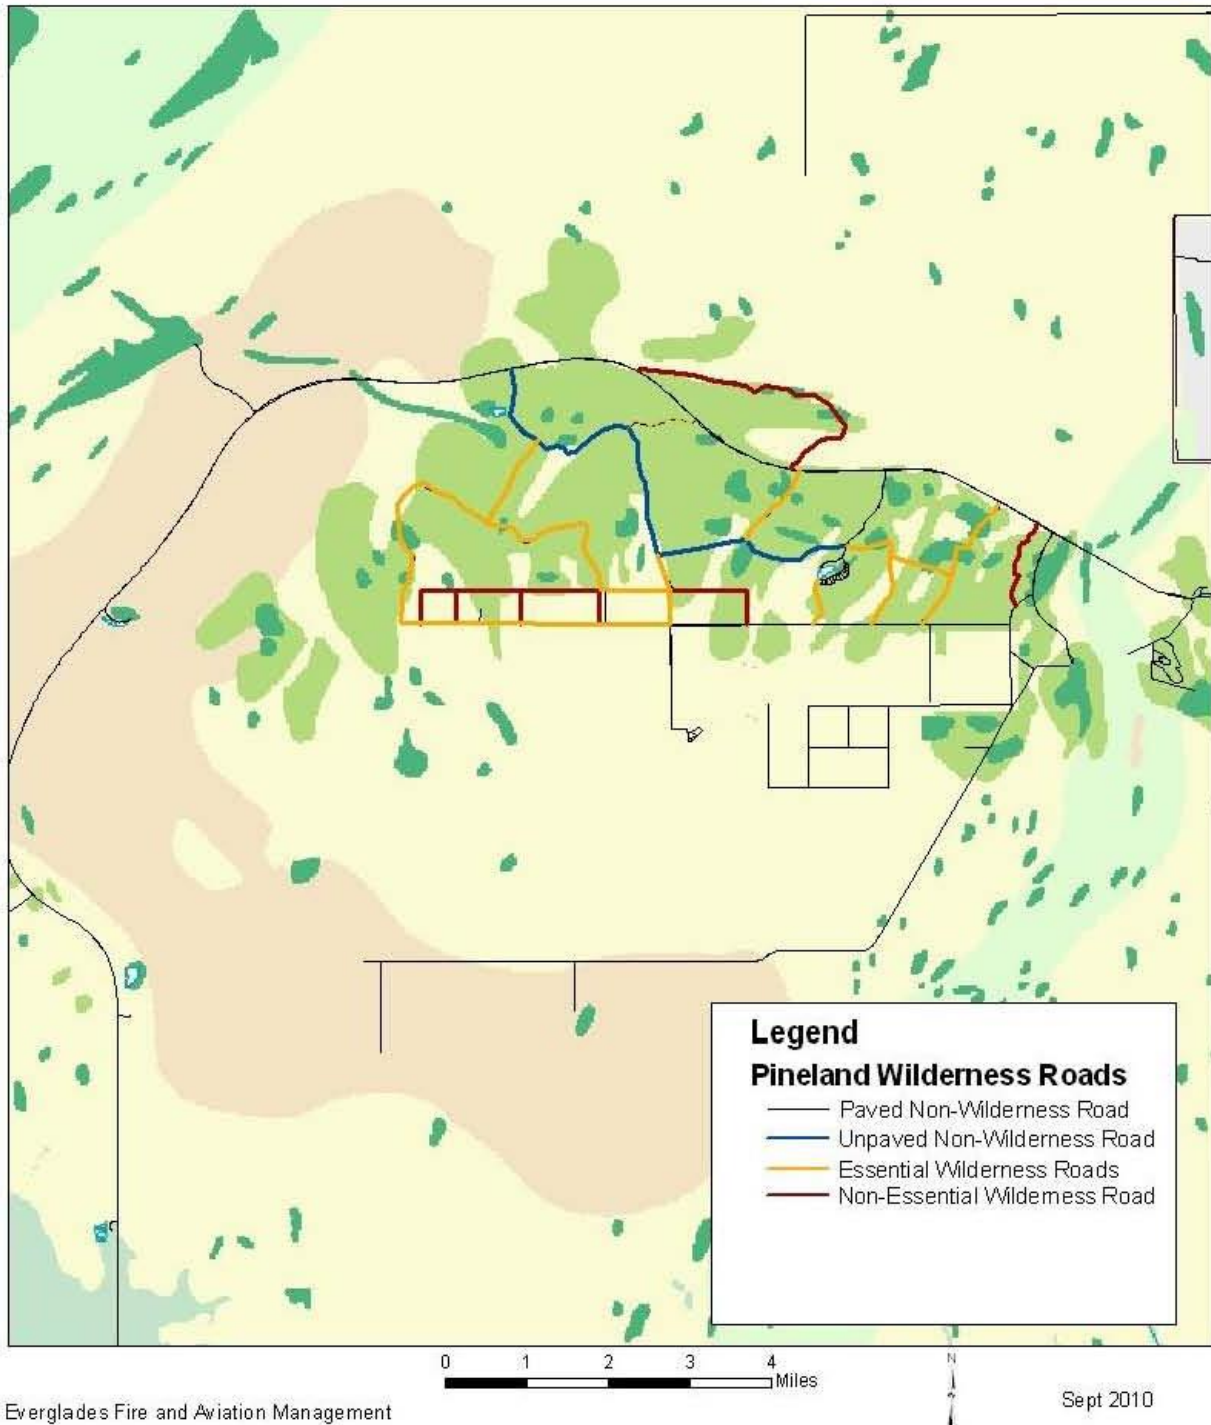 Legend
Pineland Wilderness Roads
Paved Non-Wilderness Road
Unpaved Non-Wilderness Road
Essential Wilderness Roads
Non-Essential Wilderness Road
0 1 2 3 4
Miles
N
Sept 2010
Everglades Fire and Aviation Management